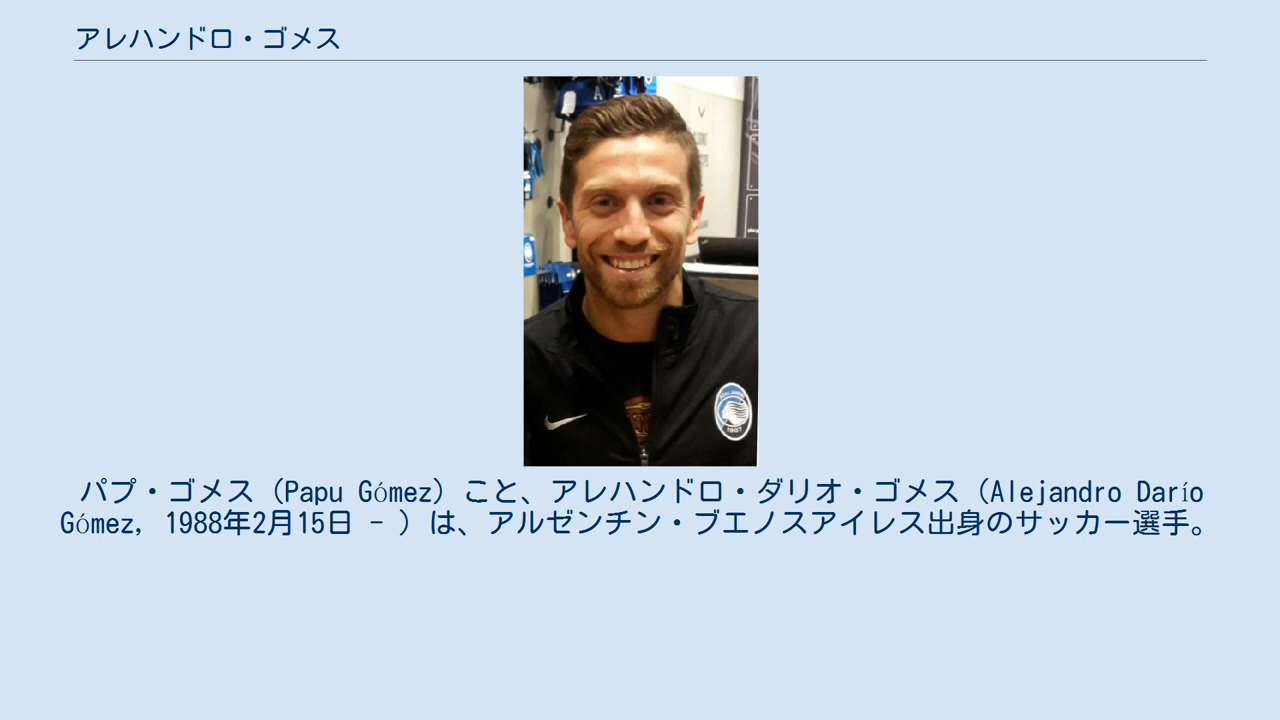 アレハンドロ・ゴメス
1907
パプ・ゴメス（Papu Gómez）こと、アレハンドロ・ダリオ・ゴメス（Alejandro Darío
Gómez, 1988年2月15日 - ）は、アルゼンチン・ブエノスアイレス出身のサッカー選手。